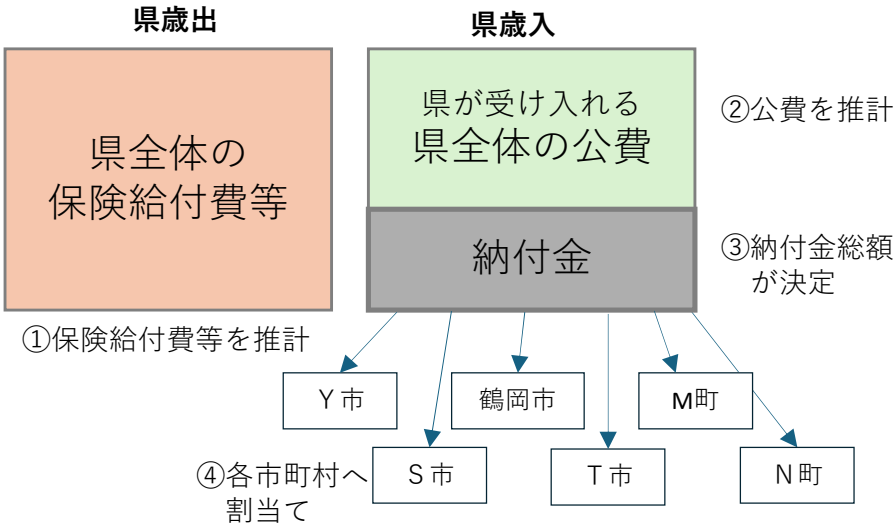 県歳出
県歳入
県全体の
保険給付費等
県が受け入れる
県全体の公費
②公費を推計
納付金
③納付金総額
が決定
①保険給付費等を推計
Y市
鶴岡市
M町
S市
T市
N町
④各市町村へ
割当て